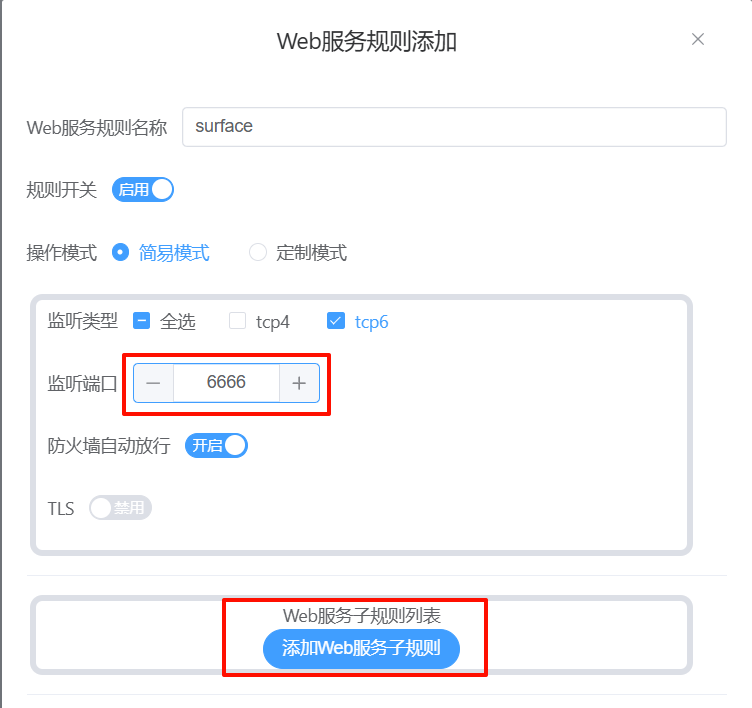 Web服务规则添加
Web服务规则名称 surface
规则开关 启用
操作模式 简易模式 定制模式
监听类型 全选 tcp4 tcp6
监听端口 6666
防火墙自动放行 开启
TLS 禁用
Web服务子规则列表
添加Web服务子规则